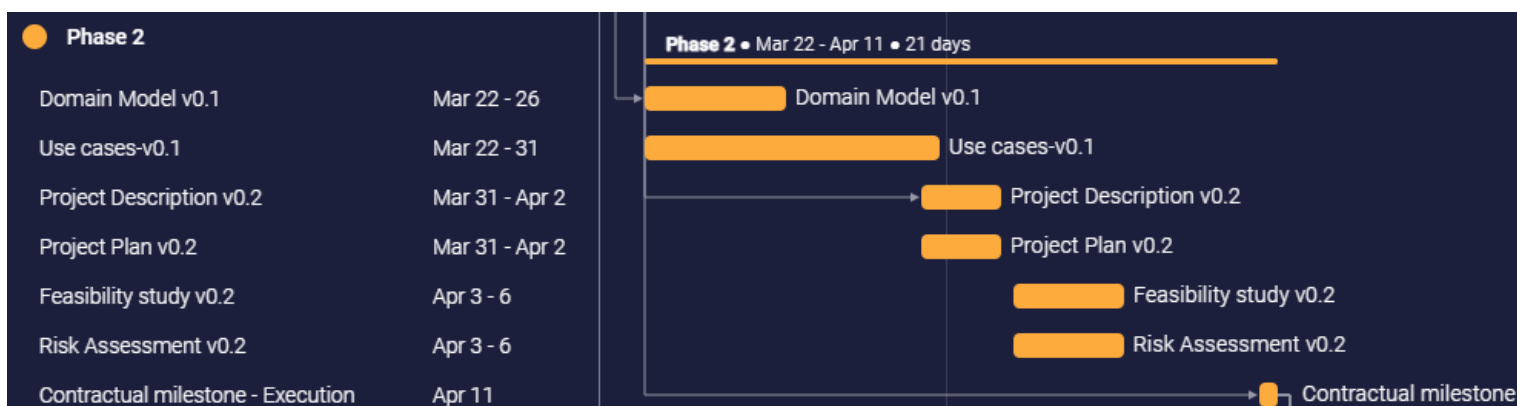 Phase 2
Phase 2 • Mar 22 - Apr 11 • 21 days
Domain Model v0.1 Mar 22 - 26 Domain Model v0.1
Use cases-v0.1 Mar 22 - 31 Use cases-v0.1
Project Description v0.2 Mar 31 - Apr 2 Project Description v0.2
Project Plan v0.2 Mar 31 - Apr 2 Project Plan v0.2
Feasibility study v0.2 Apr 3 - 6 Feasibility study v0.2
Risk Assessment v0.2 Apr 3 - 6 Risk Assessment v0.2
Contractual milestone - Execution Apr 11 Contractual milestone